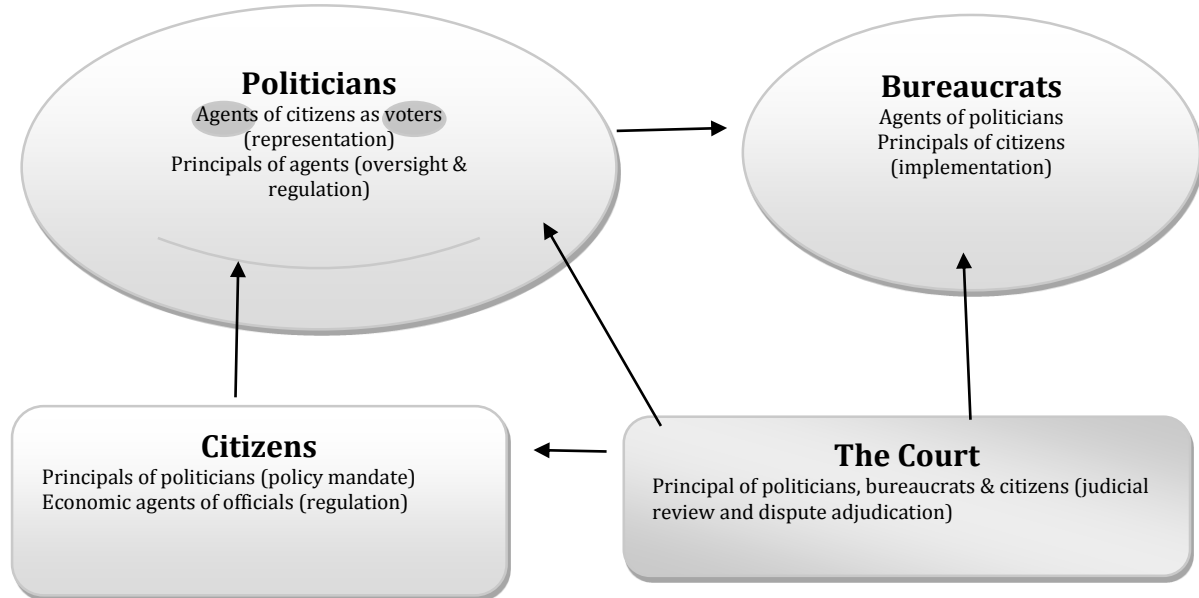 Politicians
Agents of citizens as voters
(representation)
Principals of agents (oversight &
regulation)
Bureaucrats
Agents of politicians
Principals of citizens
(implementation)
Citizens
Principals of politicians (policy mandate)
Economic agents of officials (regulation)
The Court
Principal of politicians, bureaucrats & citizens (judicial
review and dispute adjudication)